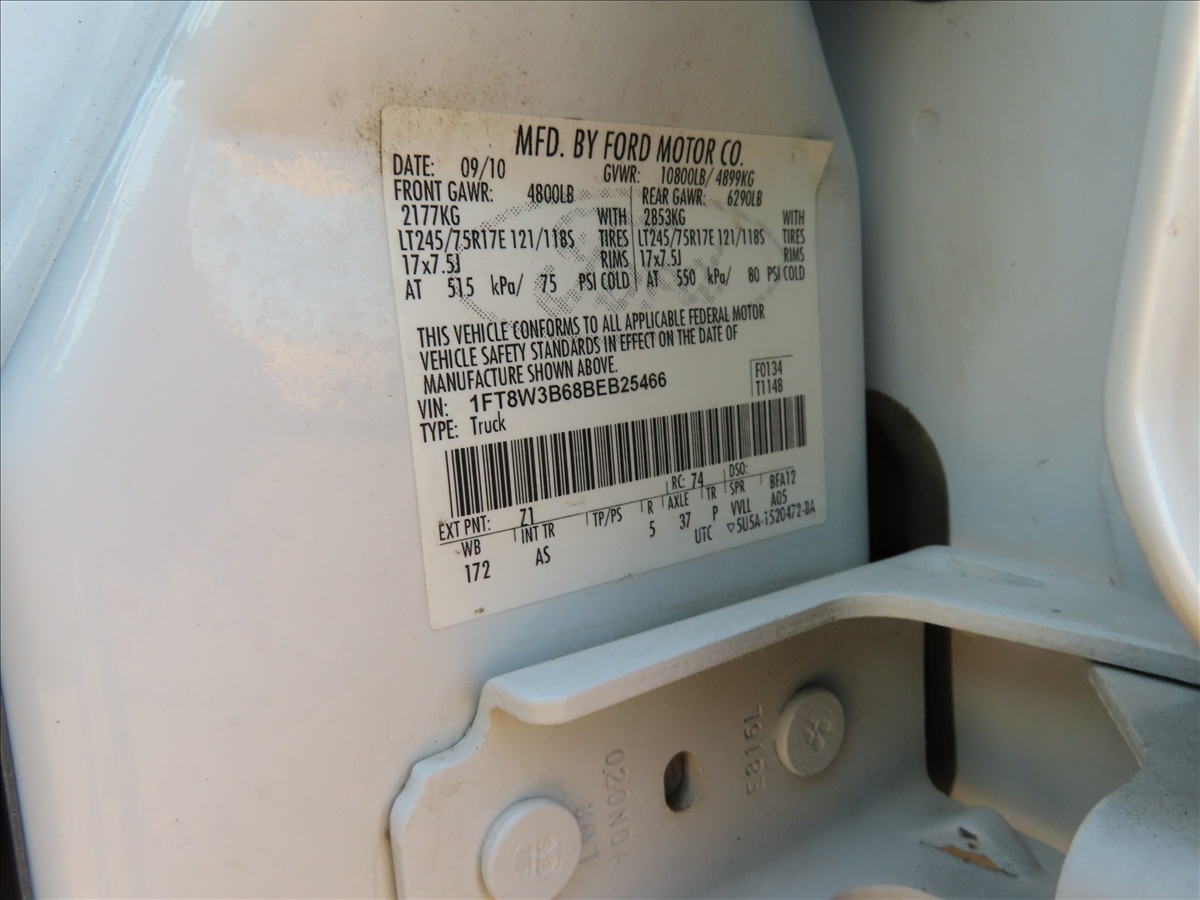 MFD. BY FORD MOTOR CO.
DATE: 09/10 GVWR: 10800LB/ 4899KG
FRONT GAWR: 4800LB REAR GAWR: 6290LB
2177KG WITH 2853KG WITH
LT245/75R17E 121/118S TIRES LT245/75R17E 121/118S TIRES
17x7.5J RIMS 17x7.5J RIMS
AT 515 kPa/ 75 PSI COLD AT 550 kPa/ 80 PSI COLD
THIS VEHICLE CONFORMS TO ALL APPLICABLE FEDERAL MOTOR
VEHICLE SAFETY STANDARDS IN EFFECT ON THE DATE OF
MANUFACTURE SHOWN ABOVE.
VIN: 1FT8W3B68BEB25466 F0134
TYPE: Truck T1148
EXT PNT: Z1 RC: 74 DSO:
WB INT TR TP/PS R AXLE TR SPR BFA12
172 AS 5 37 P VVLL A05
UTC ▽5U5A-1520472-BA
E816L
020N0A